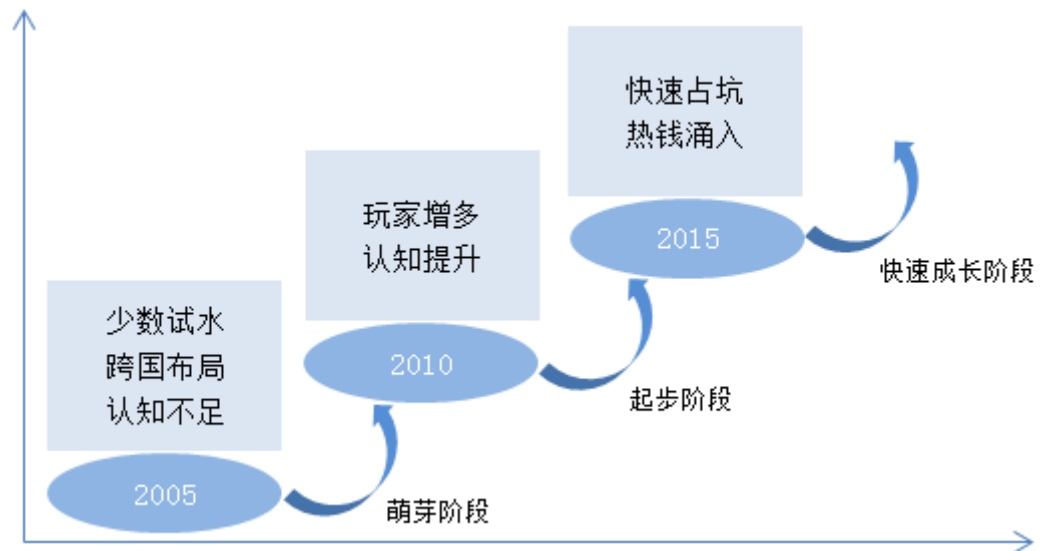 快速占坑
热钱涌入
2015
快速成长阶段
玩家增多
认知提升
2010
起步阶段
少数试水
跨国布局
认知不足
2005
萌芽阶段